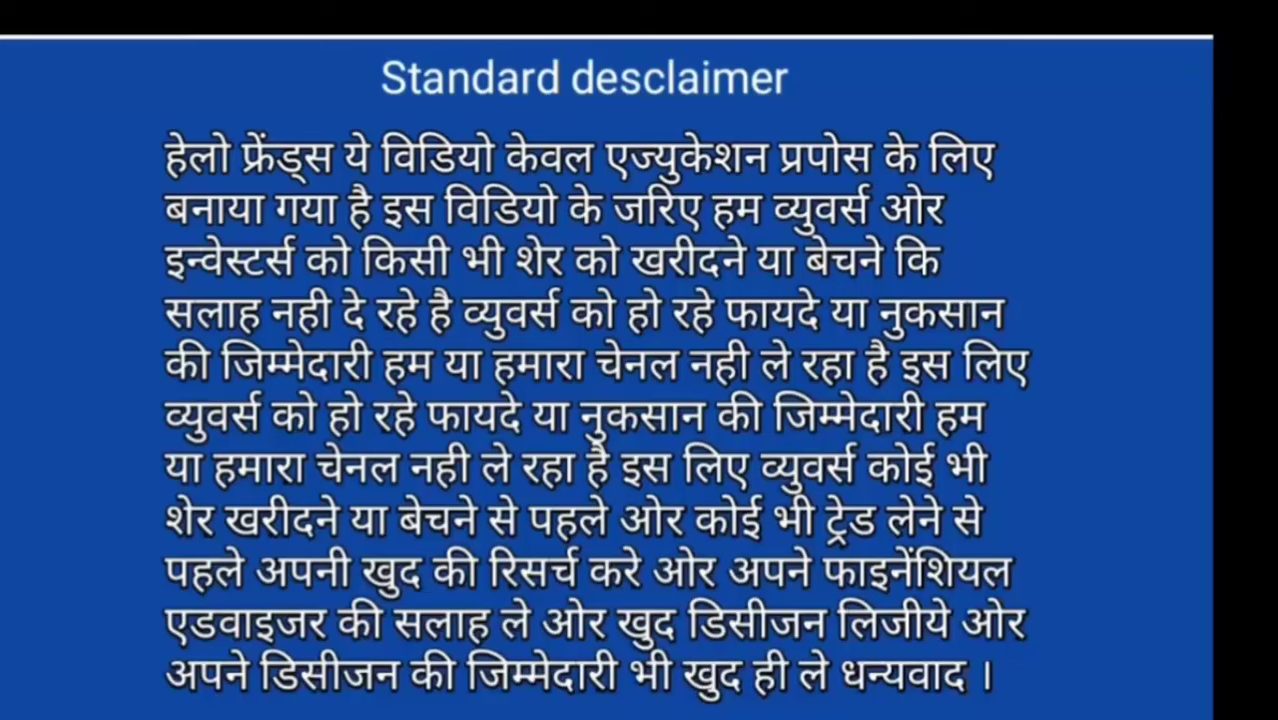 Standard desclaimer
हेलो फ्रेंड्स ये विडियो केवल एज्युकेशन प्रपोस के लिए
बनाया गया है इस विडियो के जरिए हम व्युवर्स ओर
इन्वेस्टर्स को किसी भी शेर को खरीदने या बेचने कि
सलाह नही दे रहे है व्युवर्स को हो रहे फायदे या नुकसान
की जिम्मेदारी हम या हमारा चेनल नही ले रहा है इस लिए
व्युवर्स को हो रहे फायदे या नुकसान की जिम्मेदारी हम
या हमारा चेनल नही ले रहा है इस लिए व्युवर्स कोई भी
शेर खरीदने या बेचने से पहले ओर कोई भी ट्रेड लेने से
पहले अपनी खुद की रिसर्च करे ओर अपने फाइनेंशियल
एडवाइजर की सलाह ले ओर खुद डिसीजन लिजीये ओर
अपने डिसीजन की जिम्मेदारी भी खुद ही ले धन्यवाद ।